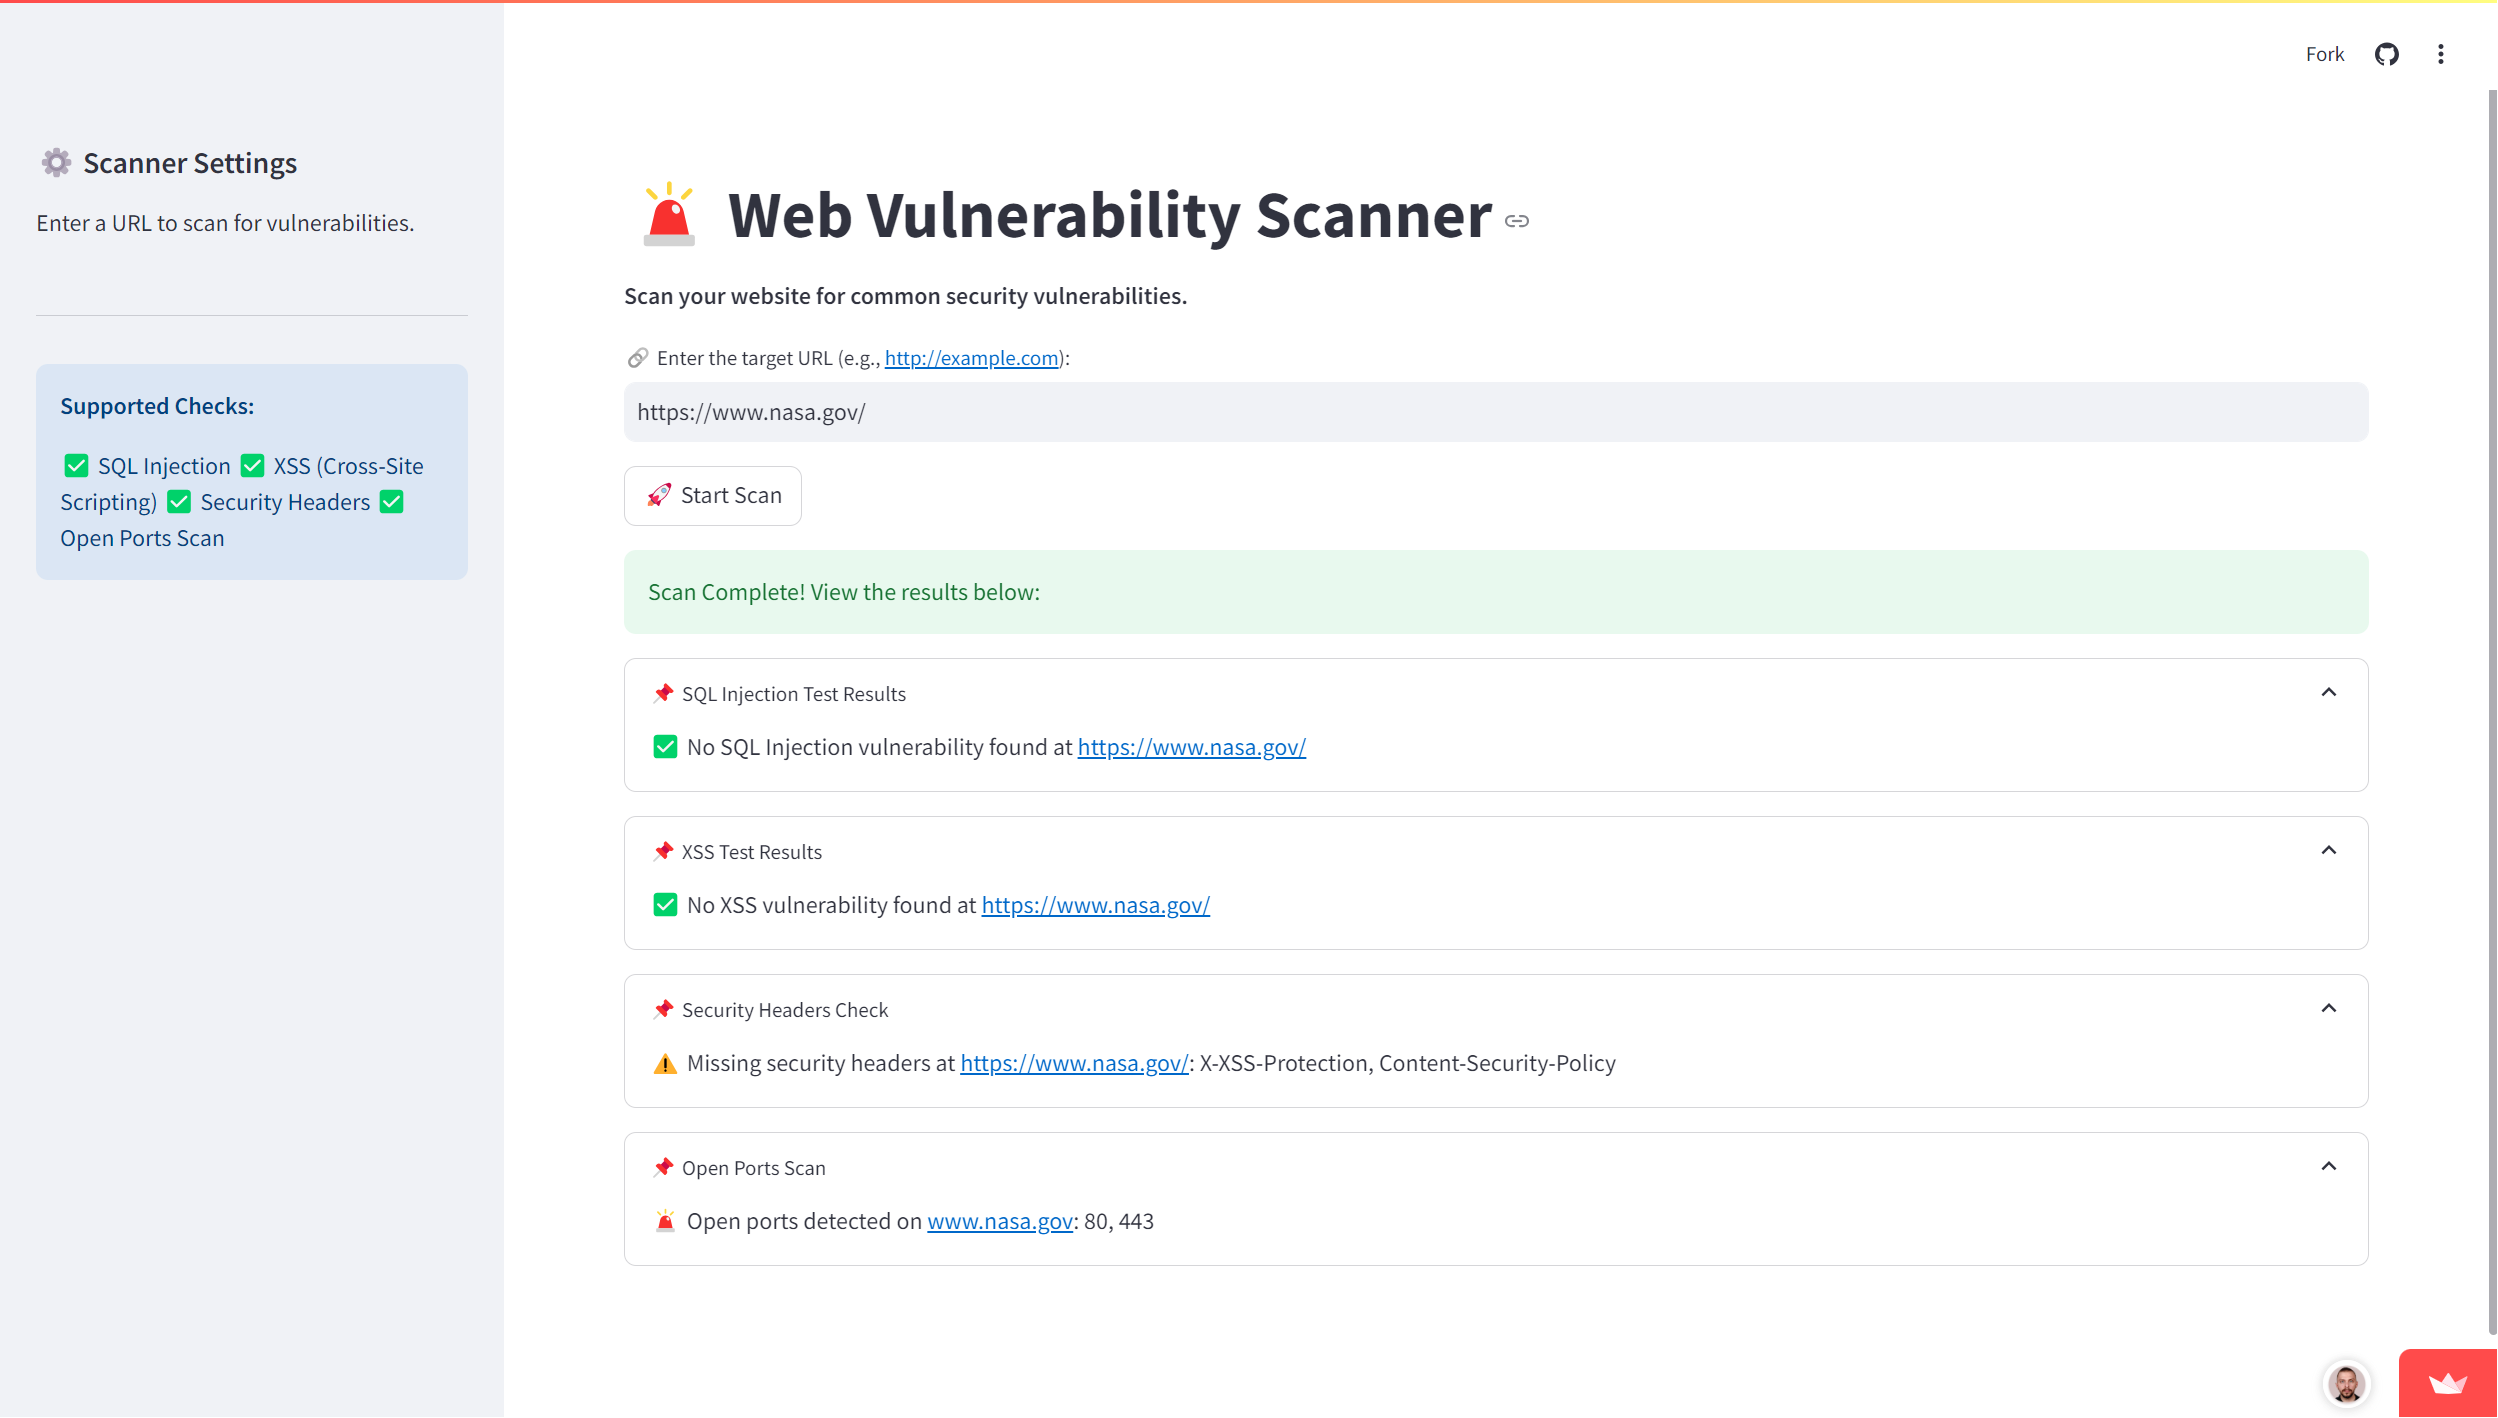 Fork
Scanner Settings
Enter a URL to scan for vulnerabilities.
Supported Checks:
SQL Injection ✅ XSS (Cross-Site
Scripting) ✅ Security Headers ✅
Open Ports Scan
Web Vulnerability Scanner
Scan your website for common security vulnerabilities.
Enter the target URL (e.g., http://example.com):
https://www.nasa.gov/
Start Scan
Scan Complete! View the results below:
SQL Injection Test Results
No SQL Injection vulnerability found at https://www.nasa.gov/
XSS Test Results
No XSS vulnerability found at https://www.nasa.gov/
Security Headers Check
Missing security headers at https://www.nasa.gov/: X-XSS-Protection, Content-Security-Policy
Open Ports Scan
Open ports detected on www.nasa.gov: 80, 443